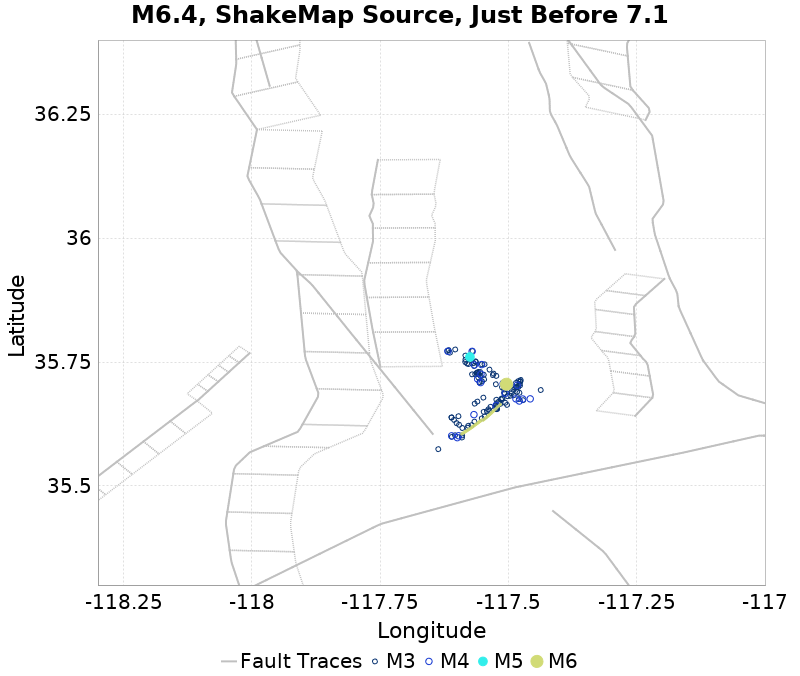 M6.4, ShakeMap Source, Just Before 7.1
36.25
36
35.75
35.5
Latitude
-118.25 -118 -117.75 -117.5 -117.25 -117
Longitude
Fault Traces M3 M4 M5 M6